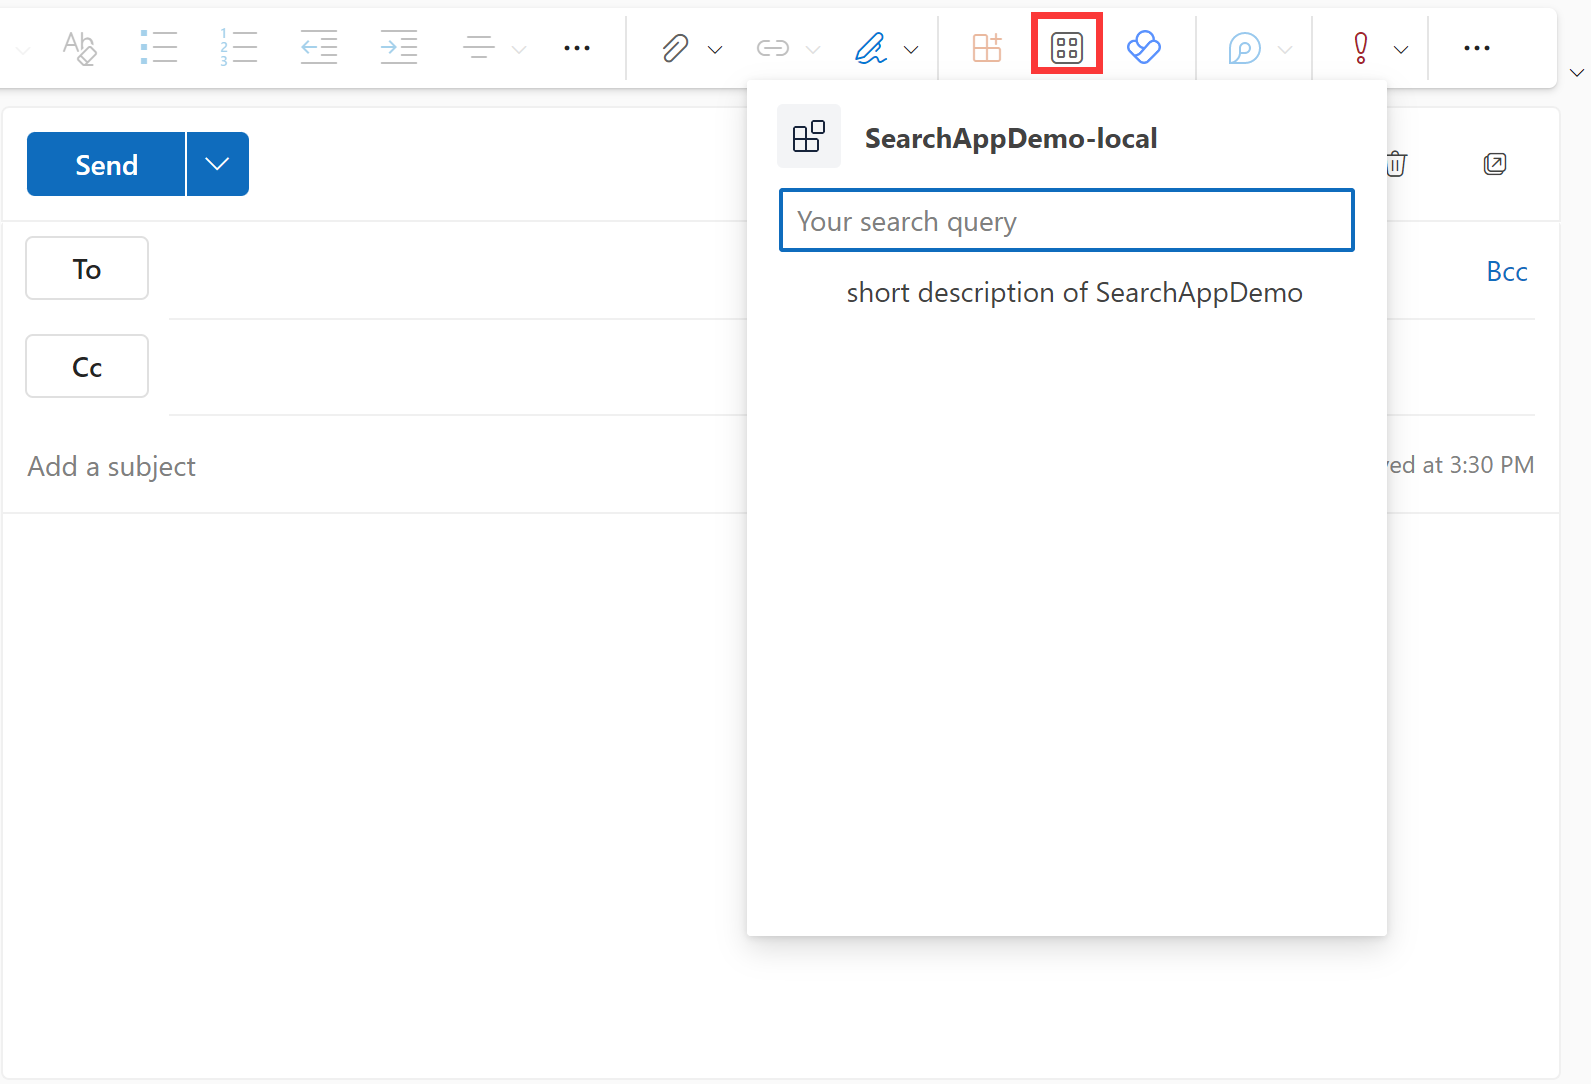 Send
To
Cc
Bcc
Add a subject
ved at 3:30 PM
SearchAppDemo-local
Your search query
short description of SearchAppDemo